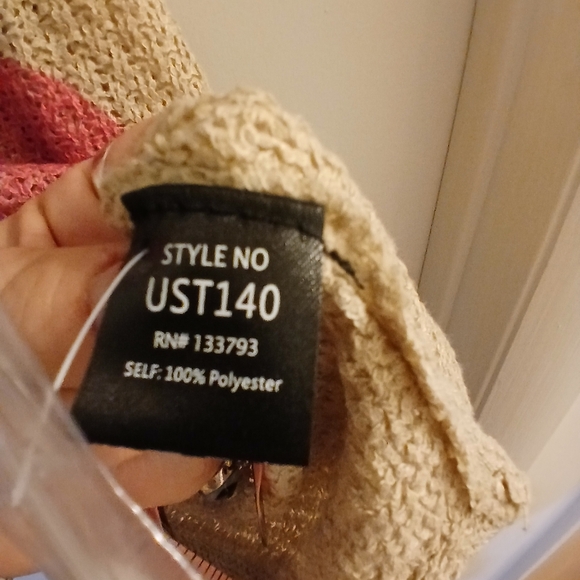 STYLE NO
UST140
RN# 133793
SELF: 100% Polyester